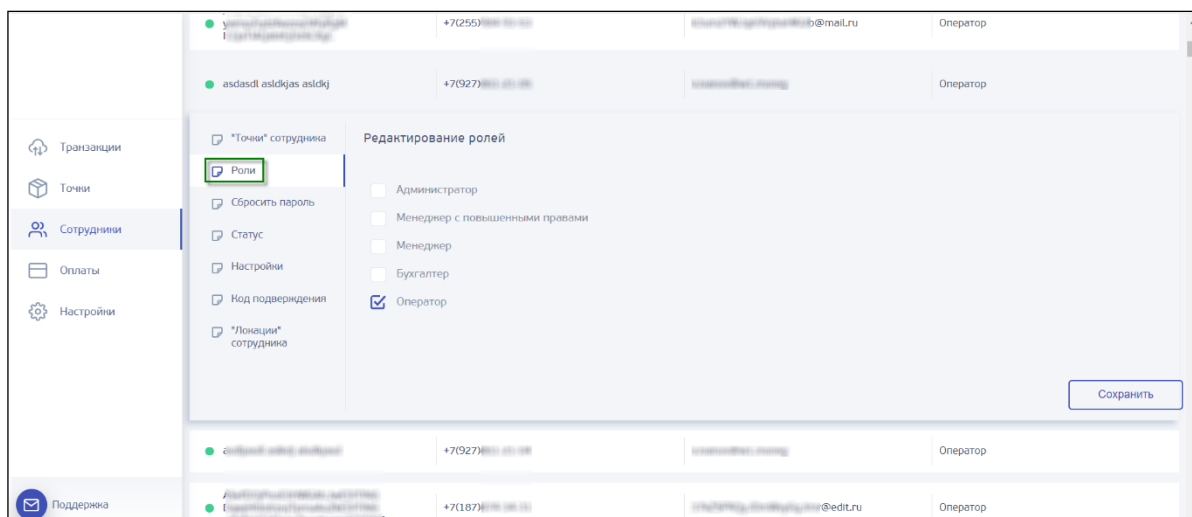 +7(255) b@mail.ru Оператор
asdasdl asldkjas asldkj +7(927) Оператор
Транзакции
Точки
Сотрудники
Оплаты
Настройки
"Точки" сотрудника
Роли
Сбросить пароль
Статус
Настройки
Код подверждения
"Локации"
сотрудника
Редактирование ролей
Администратор
Менеджер с повышенными правами
Менеджер
Бухгалтер
Оператор
Сохранить
+7(927) Оператор
+7(187) @edit.ru Оператор
Поддержка